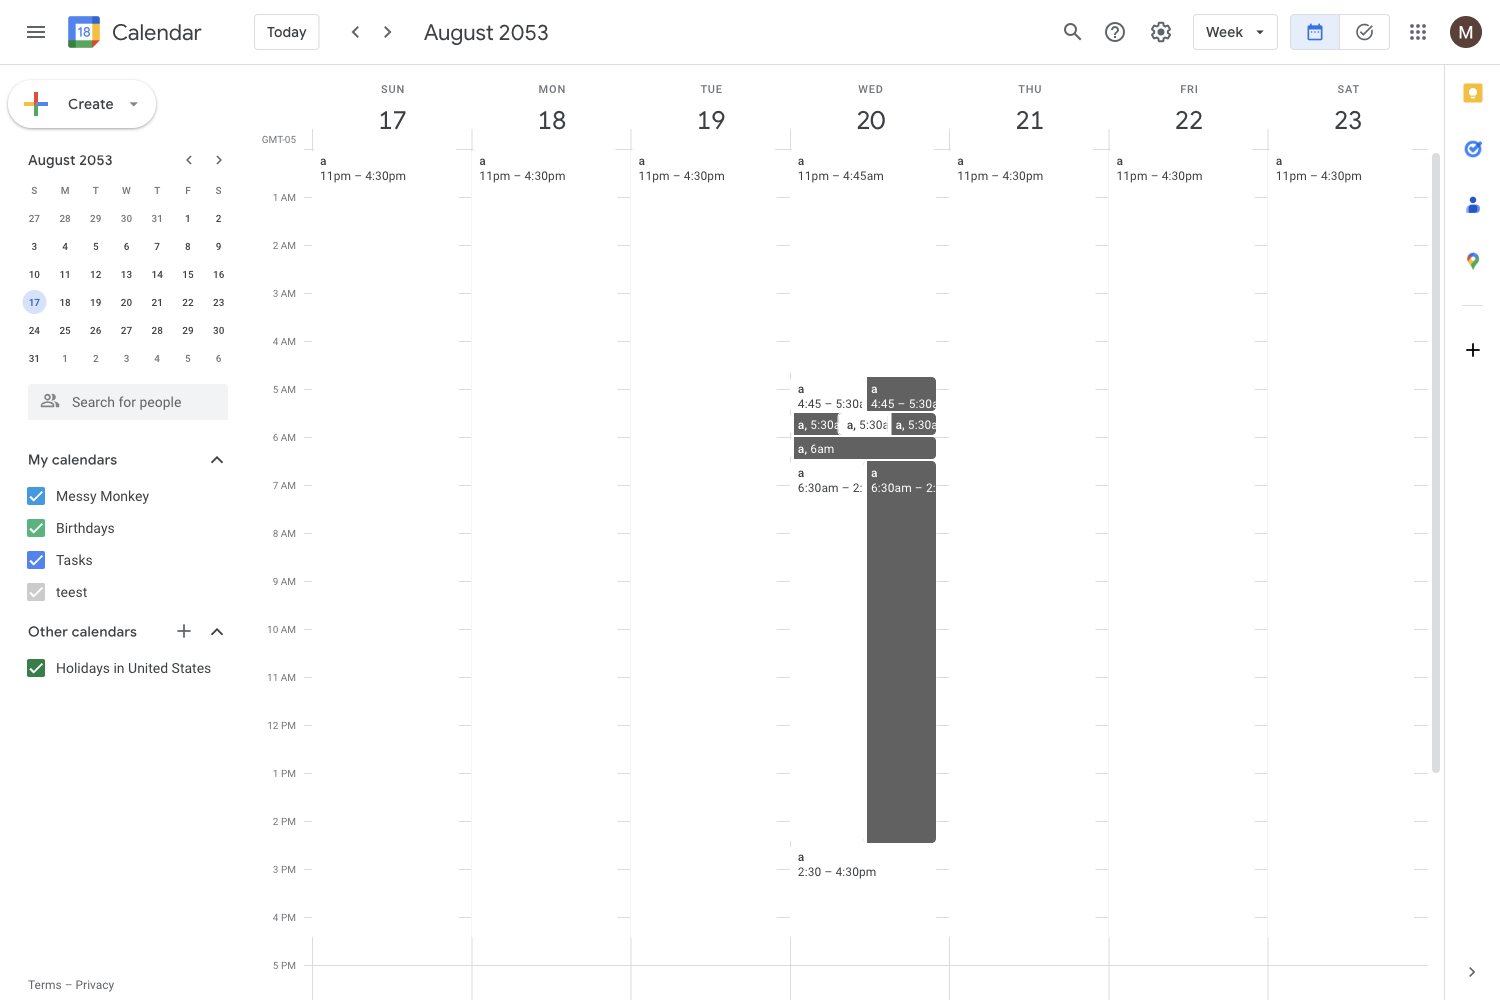 18 Calendar Today August 2053 Week M
Create
August 2053
S M T W T F S
27 28 29 30 31 1 2
3 4 5 6 7 8 9
10 11 12 13 14 15 16
17 18 19 20 21 22 23
24 25 26 27 28 29 30
31 1 2 3 4 5 6
Search for people
My calendars
Messy Monkey
Birthdays
Tasks
teest
Other calendars
Holidays in United States
Terms – Privacy
SUN MON TUE WED THU FRI SAT
17 18 19 20 21 22 23
GMT-05
a a a a a a a
11pm – 4:30pm 11pm – 4:30pm 11pm – 4:30pm 11pm – 4:45am 11pm – 4:30pm 11pm – 4:30pm 11pm – 4:30pm
1 AM
2 AM
3 AM
4 AM
5 AM a a
4:45 – 5:30a 4:45 – 5:30a
a, 5:30a a, 5:30a a, 5:30a
6 AM
a, 6am
a a
7 AM 6:30am – 2: 6:30am – 2:
8 AM
9 AM
10 AM
11 AM
12 PM
1 PM
2 PM
a
3 PM 2:30 – 4:30pm
4 PM
5 PM